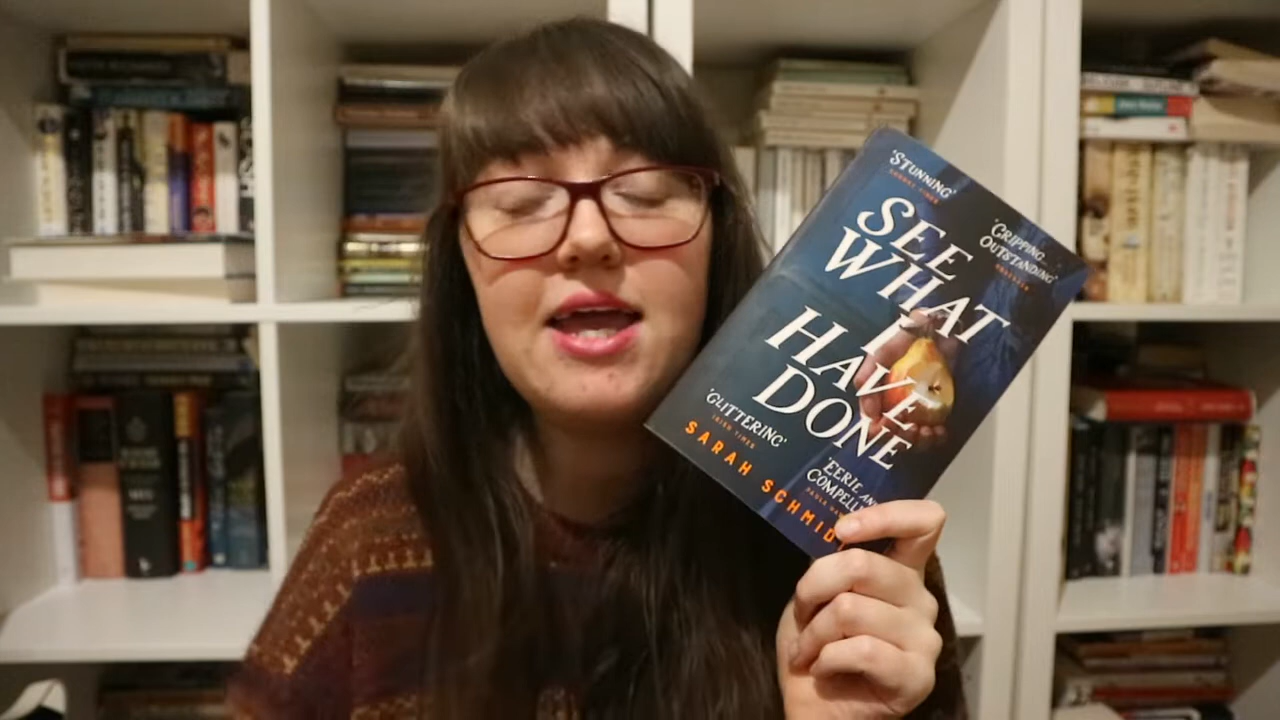 'STUNNING'
SUNDAY TIMES
'GRIPPING...
OUTSTANDING'
OBSERVER
SEE
WHAT
I
HAVE
DONE
'GLITTERING'
IRISH TIMES
'EERIE AN
COMPELL
SARAH SCHMID